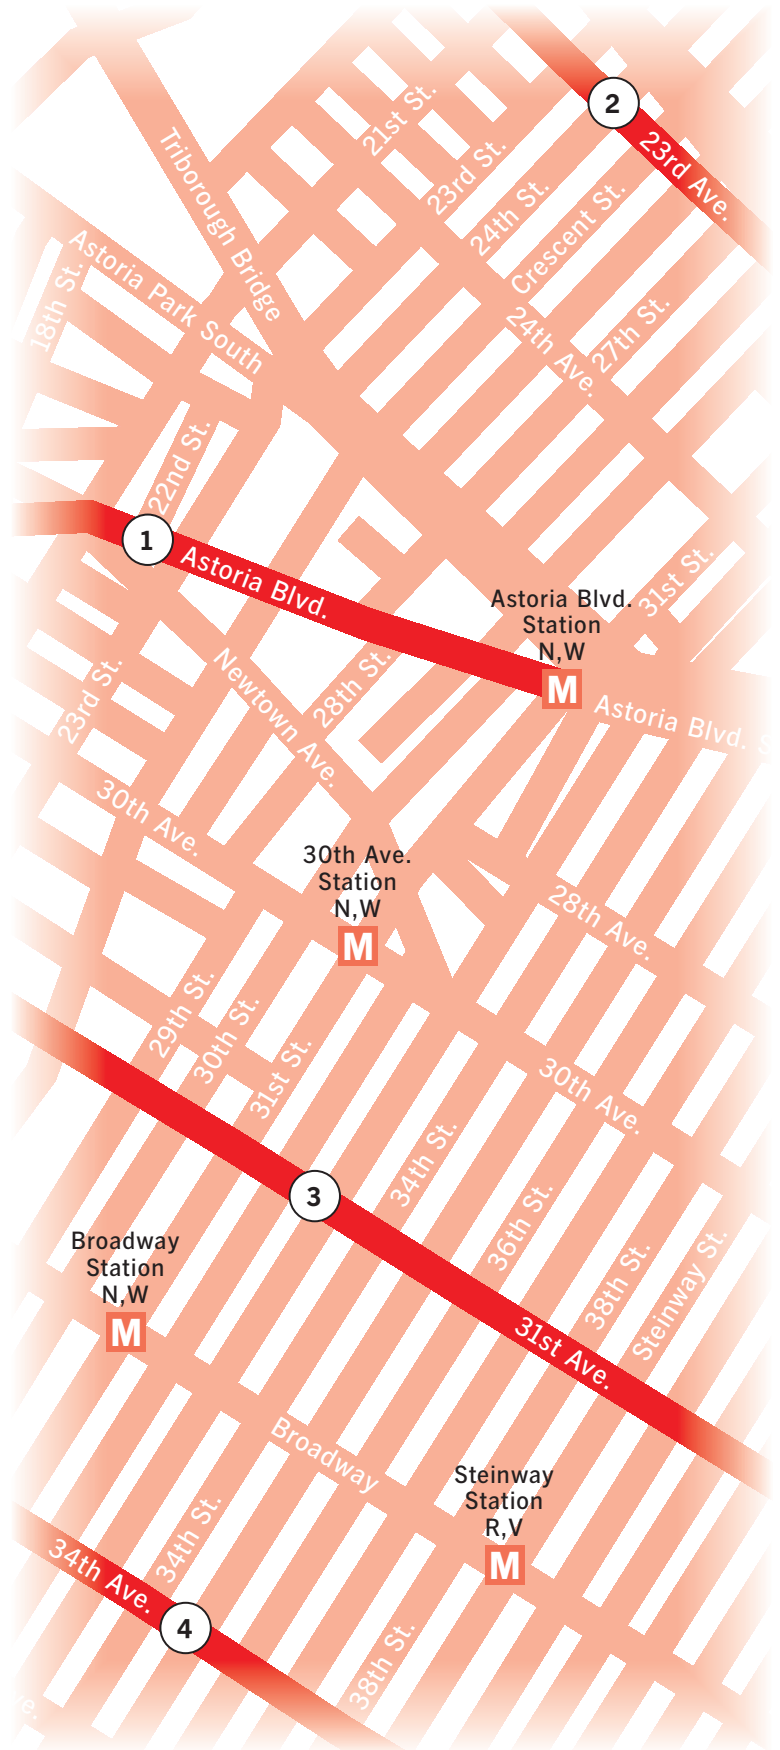 2
21st St.
23rd Ave.
Triborough Bridge
23rd St.
24th St.
Crescent St.
Astoria Park South
18th St.
24th Ave.
27th St.
22nd St.
1
Astoria Blvd.
31st St.
Astoria Blvd.
Station
N,W
M
Newtown Ave.
28th St.
23rd St.
Astoria Blvd. S
30th Ave.
30th Ave.
Station
N,W
M
28th Ave.
29th St.
30th St.
31st St.
30th Ave.
34th St.
3
36th St.
Broadway
Station
N,W
M
38th St.
Steinway St.
31st Ave.
Broadway
Steinway
Station
R,V
M
34th St.
34th Ave.
4
38th St.